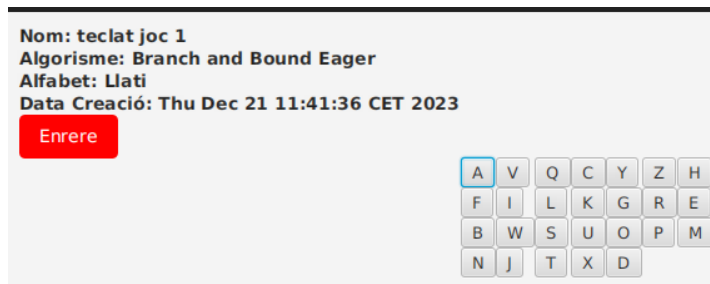 Nom: teclat joc 1
Algorisme: Branch and Bound Eager
Alfabet: Llati
Data Creació: Thu Dec 21 11:41:36 CET 2023
Enrere
A V Q C Y Z H
F I L K G R E
B W S U O P M
N J T X D